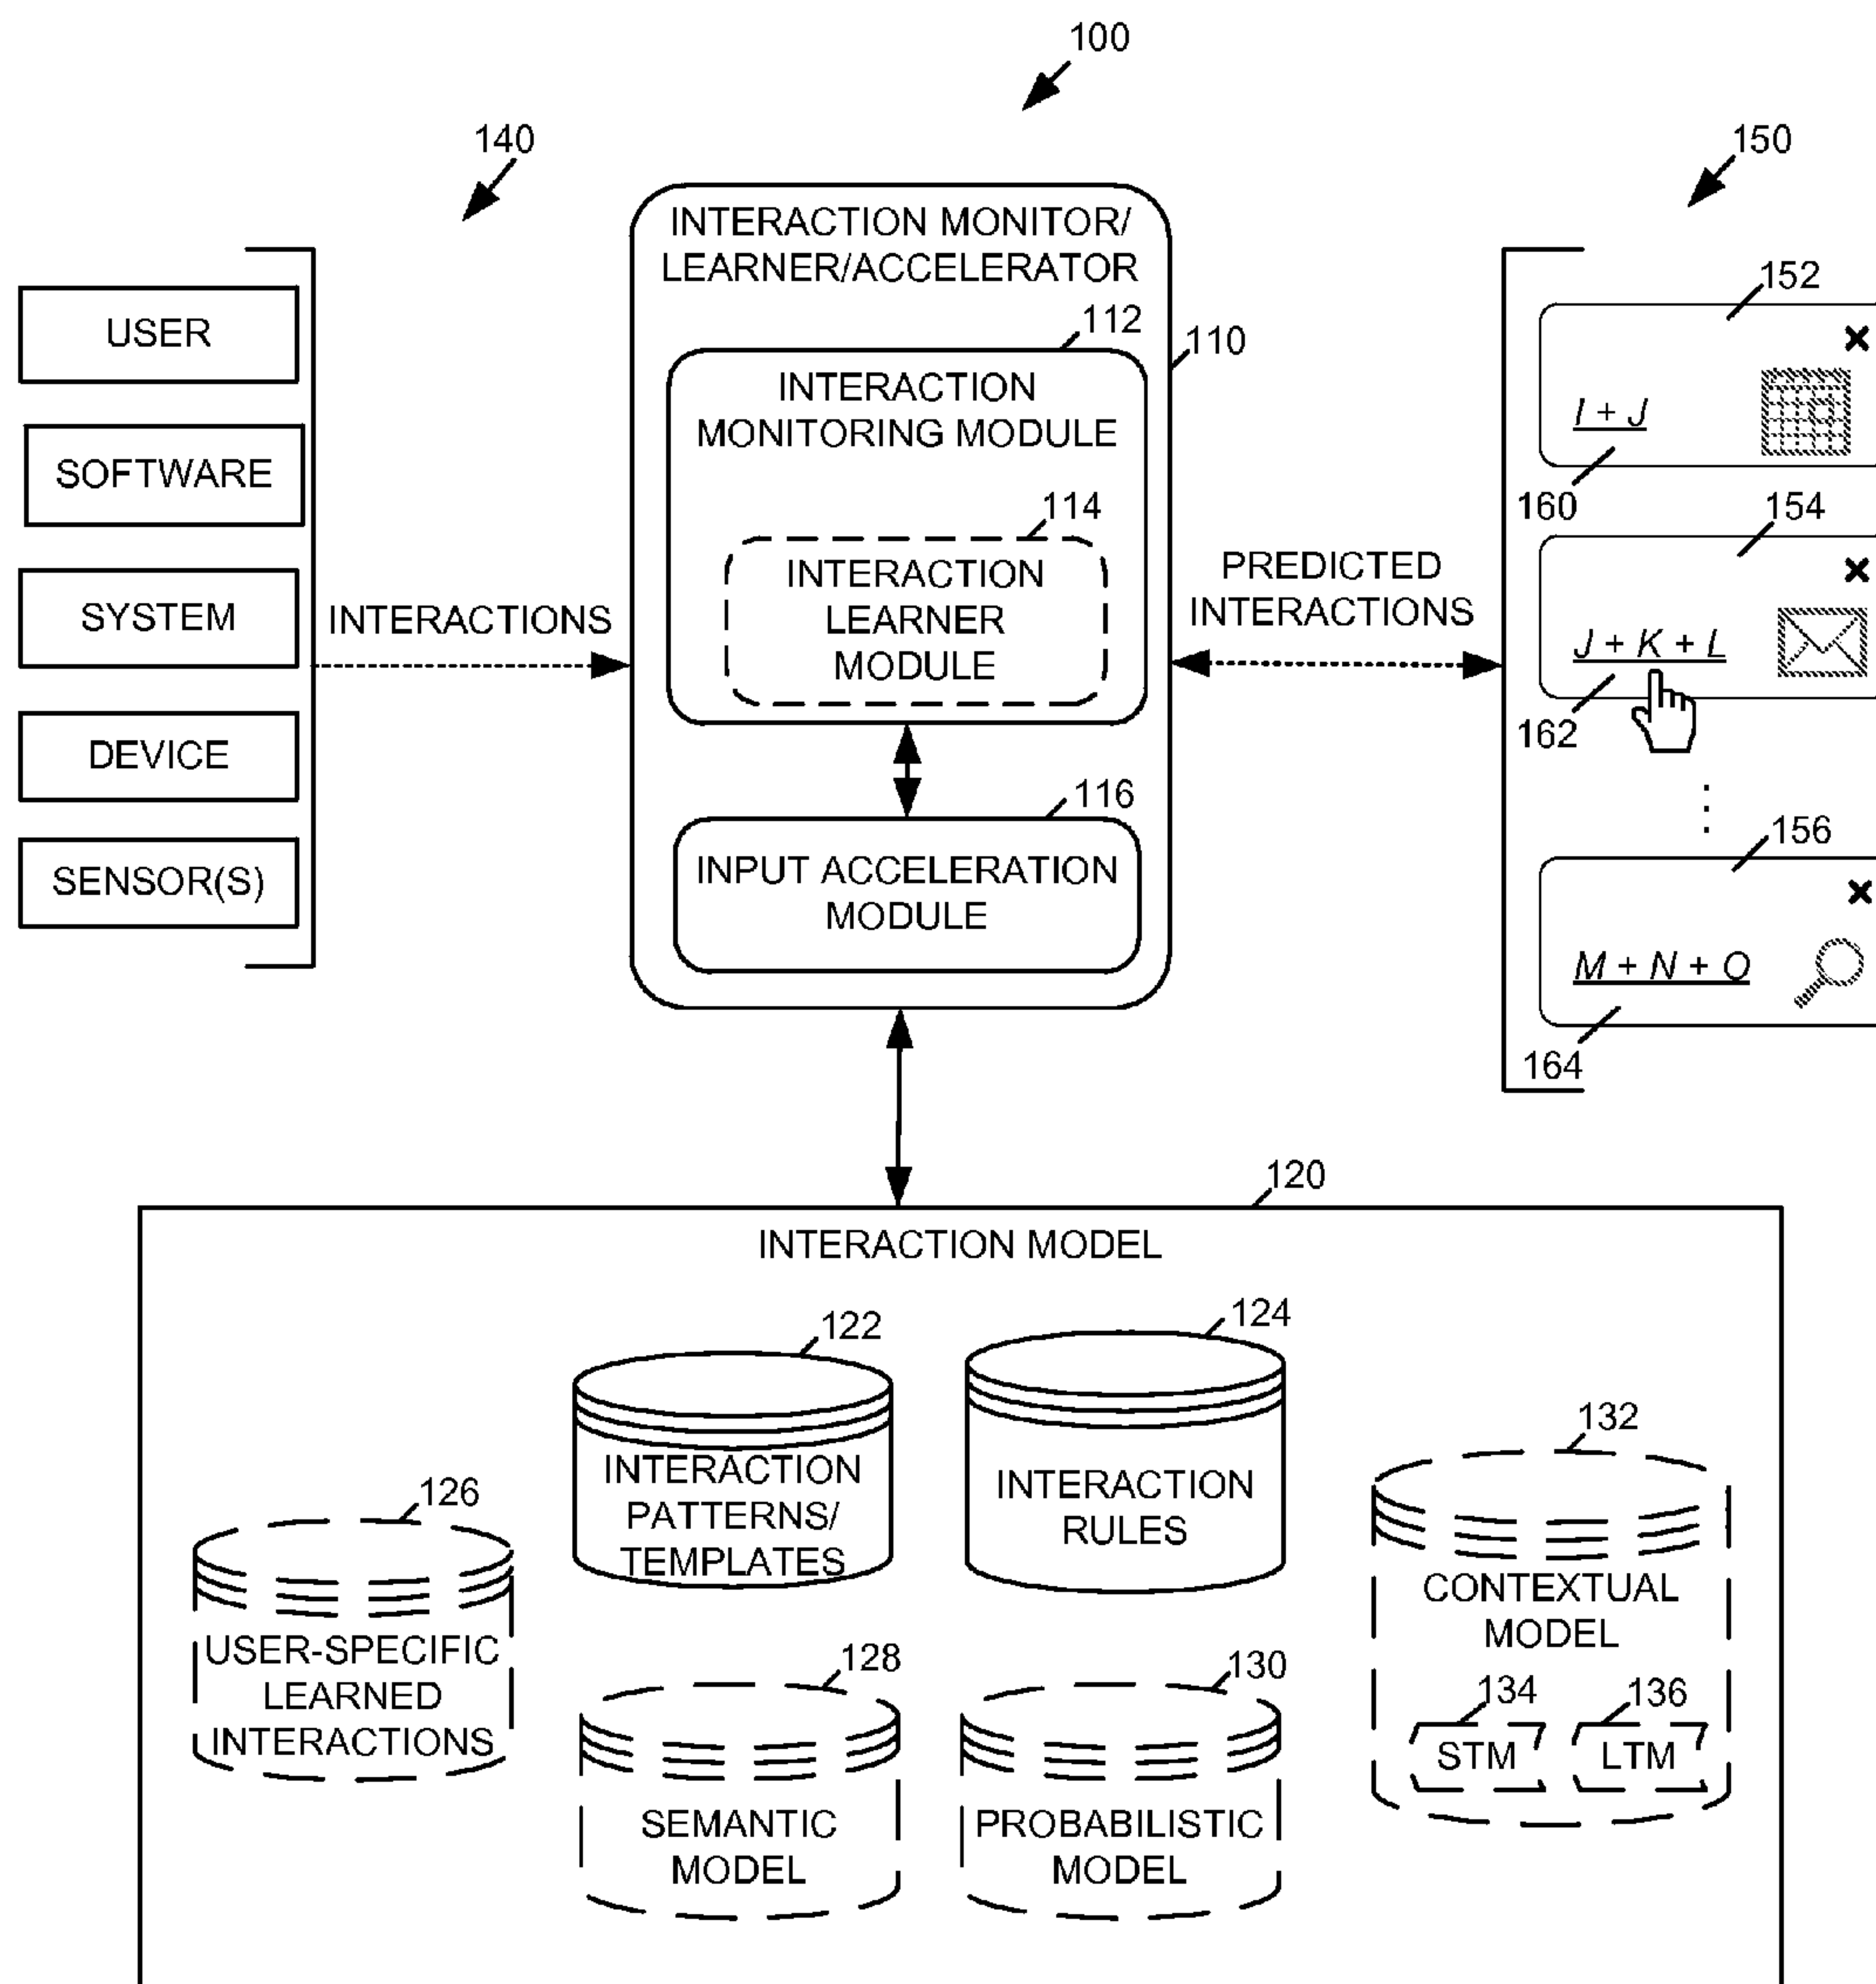 100
140
150
USER
SOFTWARE
SYSTEM
DEVICE
SENSOR(S)
INTERACTIONS
INTERACTION MONITOR/
LEARNER/ACCELERATOR
110
112
INTERACTION
MONITORING MODULE
114
INTERACTION
LEARNER
MODULE
116
INPUT ACCELERATION
MODULE
PREDICTED
INTERACTIONS
152
I + J
160
154
J + K + L
162
156
M + N + O
164
120
INTERACTION MODEL
122
INTERACTION
PATTERNS/
TEMPLATES
124
INTERACTION
RULES
126
USER-SPECIFIC
LEARNED
INTERACTIONS
128
SEMANTIC
MODEL
130
PROBABILISTIC
MODEL
132
CONTEXTUAL
MODEL
134
STM
136
LTM